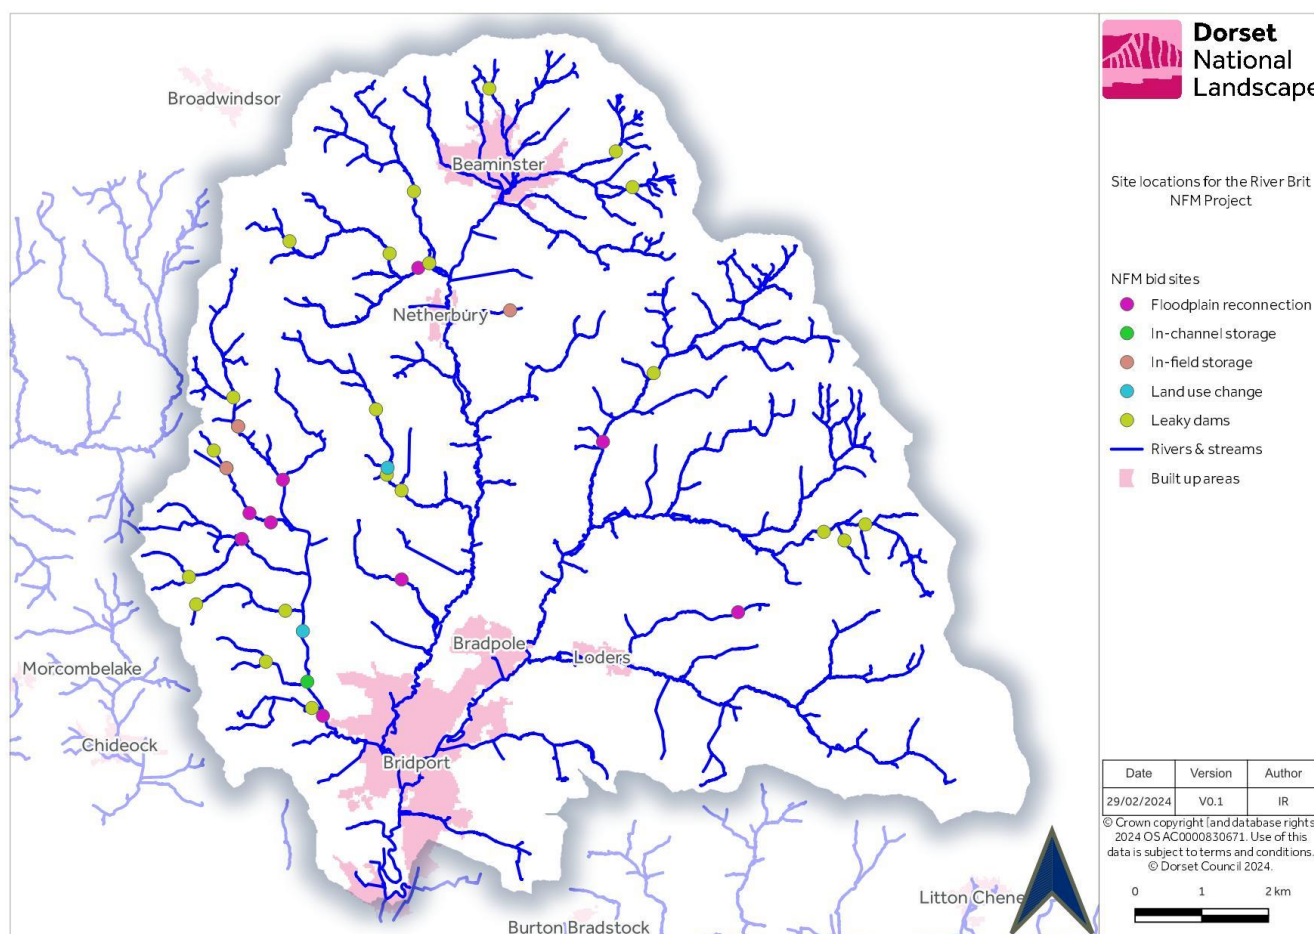 Dorset
National
Landscape
Broadwindsor
Beaminster
Netherbury
Bradpole
Loders
Morcombelake
Chideock
Bridport
Litton Chene
Burton Bradstock
Site locations for the River Brit
NFM Project
NFM bid sites
Floodplain reconnection
In-channel storage
In-field storage
Land use change
Leaky dams
Rivers & streams
Built up areas
Date Version Author
29/02/2024 V0.1 IR
© Crown copyright [and database rights
2024 OS AC0000830671. Use of this
data is subject to terms and conditions.
© Dorset Council 2024.
0 1 2 km